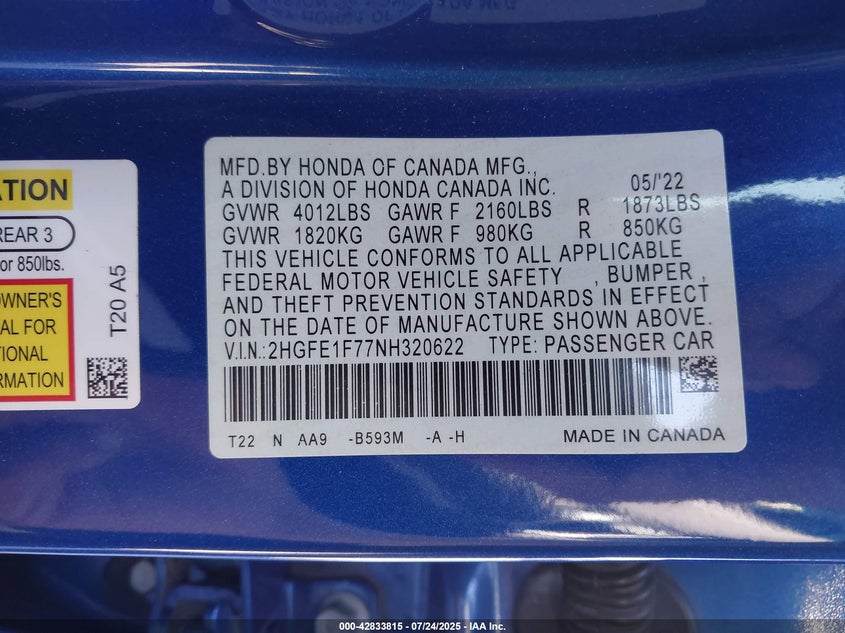 MFD.BY HONDA OF CANADA MFG.,
A DIVISION OF HONDA CANADA INC. 05/'22
GVWR 4012LBS GAWR F 2160LBS R 1873LBS
GVWR 1820KG GAWR F 980KG R 850KG
THIS VEHICLE CONFORMS TO ALL APPLICABLE
FEDERAL MOTOR VEHICLE SAFETY , BUMPER ,
AND THEFT PREVENTION STANDARDS IN EFFECT
ON THE DATE OF MANUFACTURE SHOWN ABOVE.
V.I.N.:2HGFE1F77NH320622 TYPE: PASSENGER CAR
T22 N AA9 -B593M -A -H MADE IN CANADA
ATION
REAR 3
or 850lbs.
OWNER'S
AL FOR
TIONAL
RMATION
T20 A5
000-42833815 - 07/24/2025 - IAA Inc.